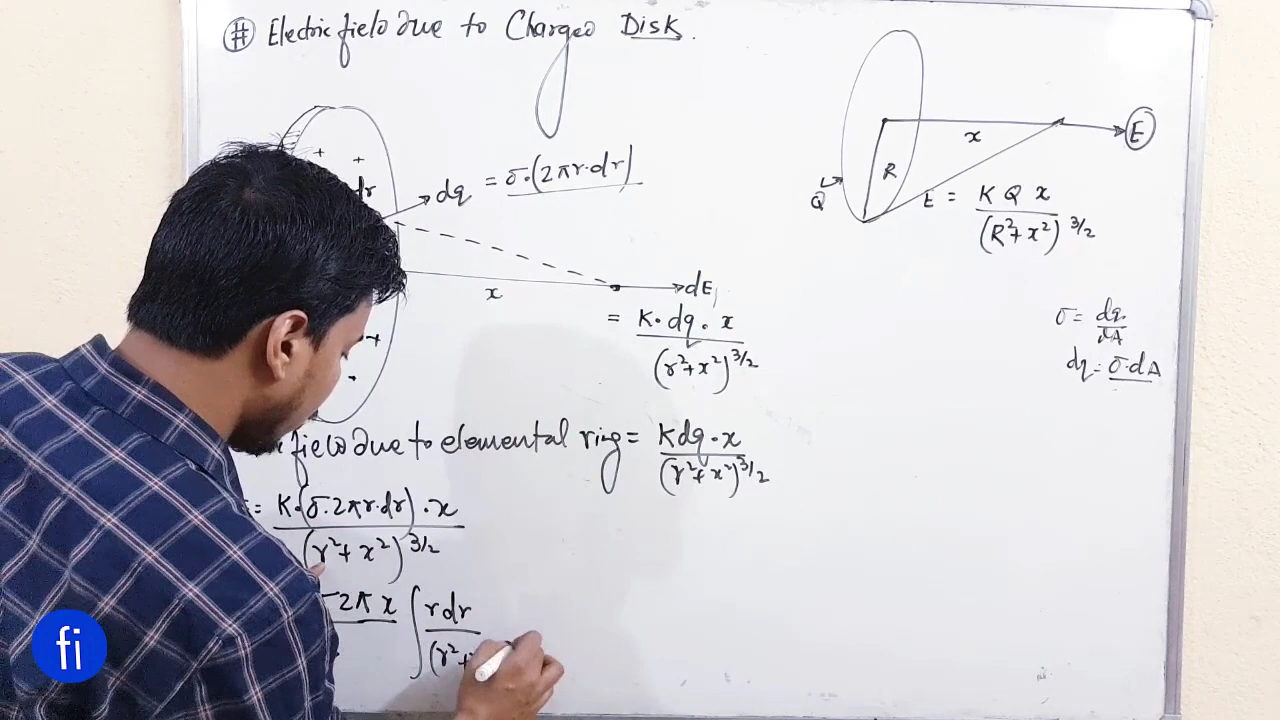 # Electric field due to Charged Disk.
+ +
dr
dq = σ.(2πr.dr)
x
dE
= K.dq.x
(r²+x²)^3/2
+
field due to elemental ring = Kdq.x
(r²+x²)^3/2
= K.(σ.2πr.dr).x
(r²+x²)^3/2
2πx ∫ rdr
(r²+
x
E
R
Q
E = K Q x
(R²+x²)^3/2
σ = dq
dA
dq = σ.dA
fi